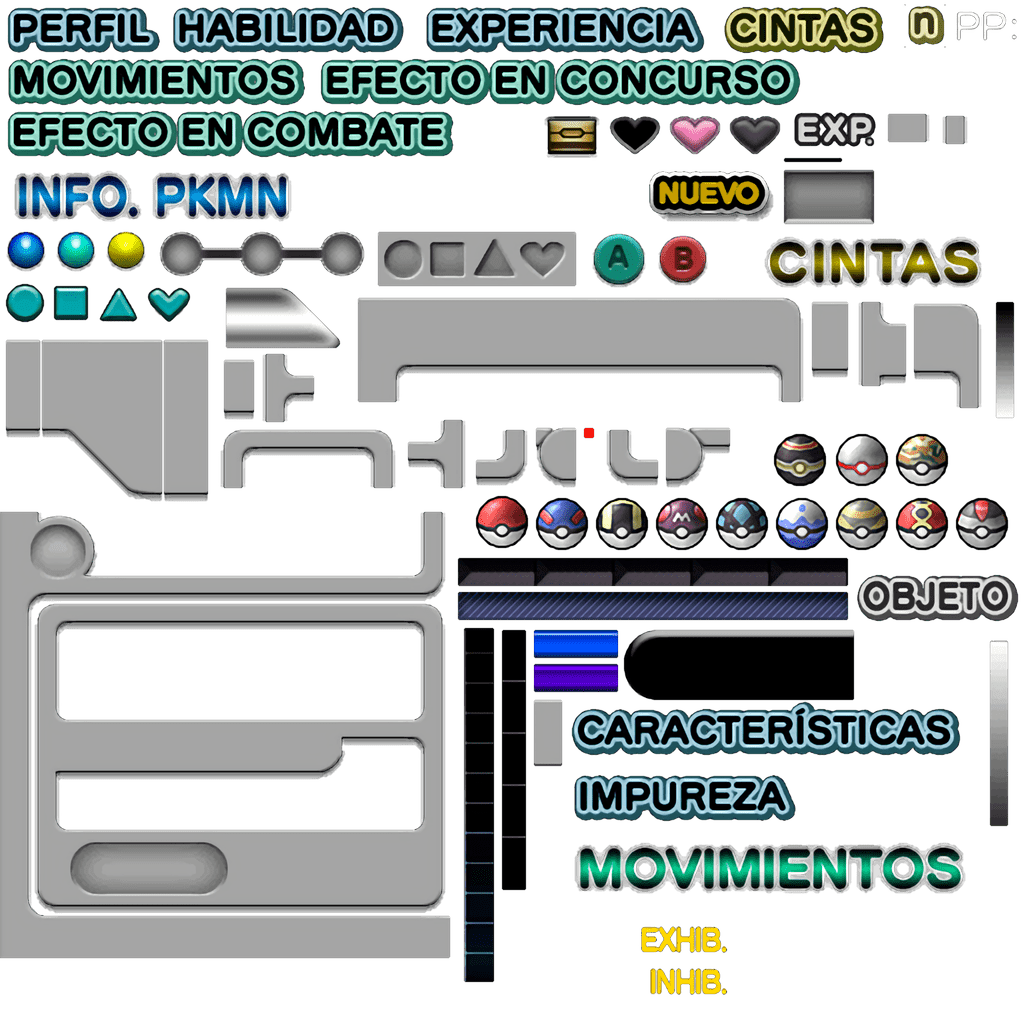 PERFIL HABILIDAD EXPERIENCIA CINTAS n PP:
MOVIMIENTOS EFECTO EN CONCURSO
EFECTO EN COMBATE EXP.
INFO. PKMN NUEVO
A B CINTAS
M
OBJETO
CARACTERÍSTICAS
IMPUREZA
MOVIMIENTOS
EXHIB.
INHIB.